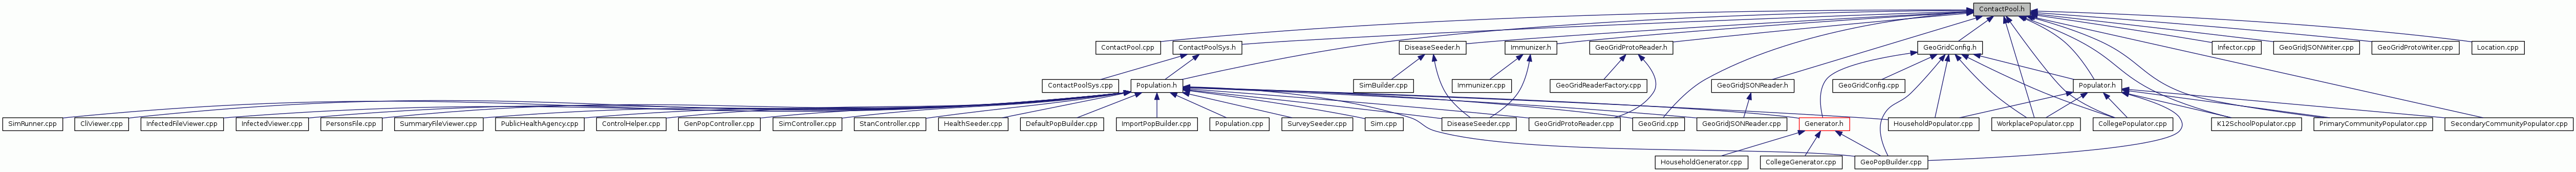 ContactPool.h
ContactPool.cpp
ContactPoolSys.h
DiseaseSeeder.h
Immunizer.h
GeoGridProtoReader.h
GeoGridConfig.h
Infector.cpp
GeoGridJSONWriter.cpp
GeoGridProtoWriter.cpp
Location.cpp
ContactPoolSys.cpp
Population.h
SimBuilder.cpp
Immunizer.cpp
GeoGridReaderFactory.cpp
GeoGridJSONReader.h
GeoGridConfig.cpp
Populator.h
SimRunner.cpp
CliViewer.cpp
InfectedFileViewer.cpp
InfectedViewer.cpp
PersonsFile.cpp
SummaryFileViewer.cpp
PublicHealthAgency.cpp
ControlHelper.cpp
GenPopController.cpp
SimController.cpp
StanController.cpp
HealthSeeder.cpp
DefaultPopBuilder.cpp
ImportPopBuilder.cpp
Population.cpp
SurveySeeder.cpp
Sim.cpp
DiseaseSeeder.cpp
GeoGridProtoReader.cpp
GeoGrid.cpp
GeoGridJSONReader.cpp
Generator.h
HouseholdPopulator.cpp
WorkplacePopulator.cpp
CollegePopulator.cpp
K12SchoolPopulator.cpp
PrimaryCommunityPopulator.cpp
SecondaryCommunityPopulator.cpp
HouseholdGenerator.cpp
CollegeGenerator.cpp
GeoPopBuilder.cpp